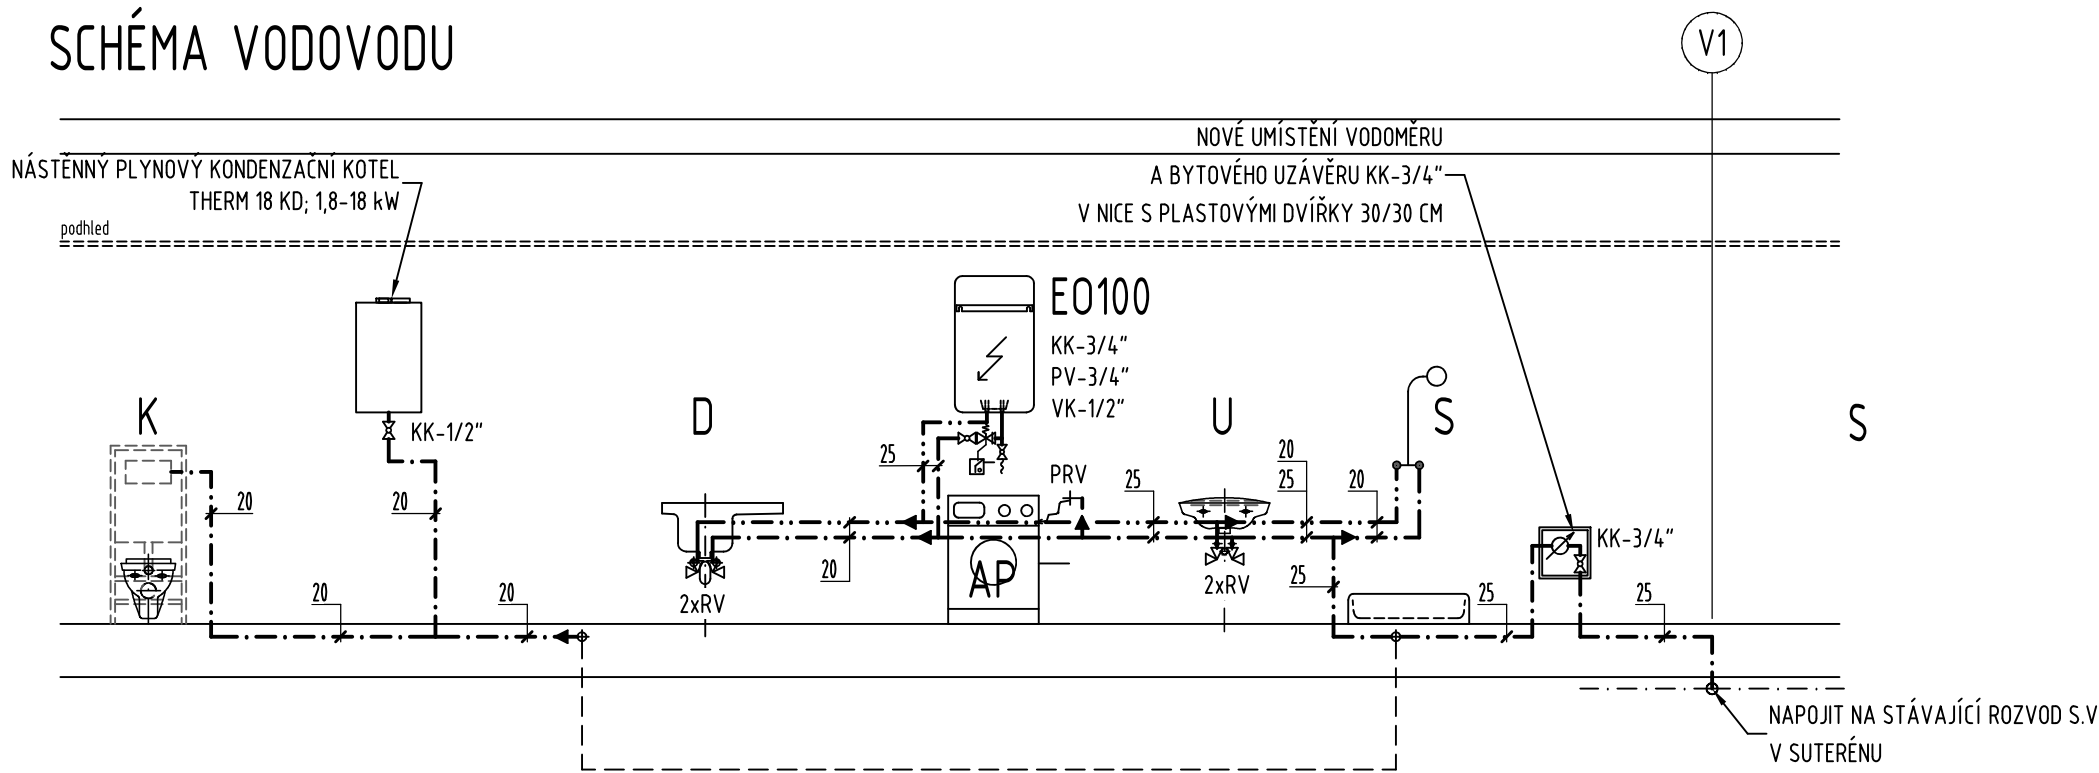 SCHÉMA VODOVODU
V1
NOVÉ UMÍSTĚNÍ VODOMĚRU
A BYTOVÉHO UZÁVĚRU KK-3/4"
V NICE S PLASTOVÝMI DVÍŘKY 30/30 CM
NÁSTĚNNÝ PLYNOVÝ KONDENZAČNÍ KOTEL
THERM 18 KD; 1,8-18 kW
podhled
EO100
KK-3/4"
PV-3/4"
VK-1/2"
K
KK-1/2"
D
U
S
S
25
20
20
PRV
25
20
25
20
20
AP
2xRV
2xRV
25
KK-3/4"
20
20
25
25
NAPOJIT NA STÁVAJÍCÍ ROZVOD S.V
V SUTERÉNU